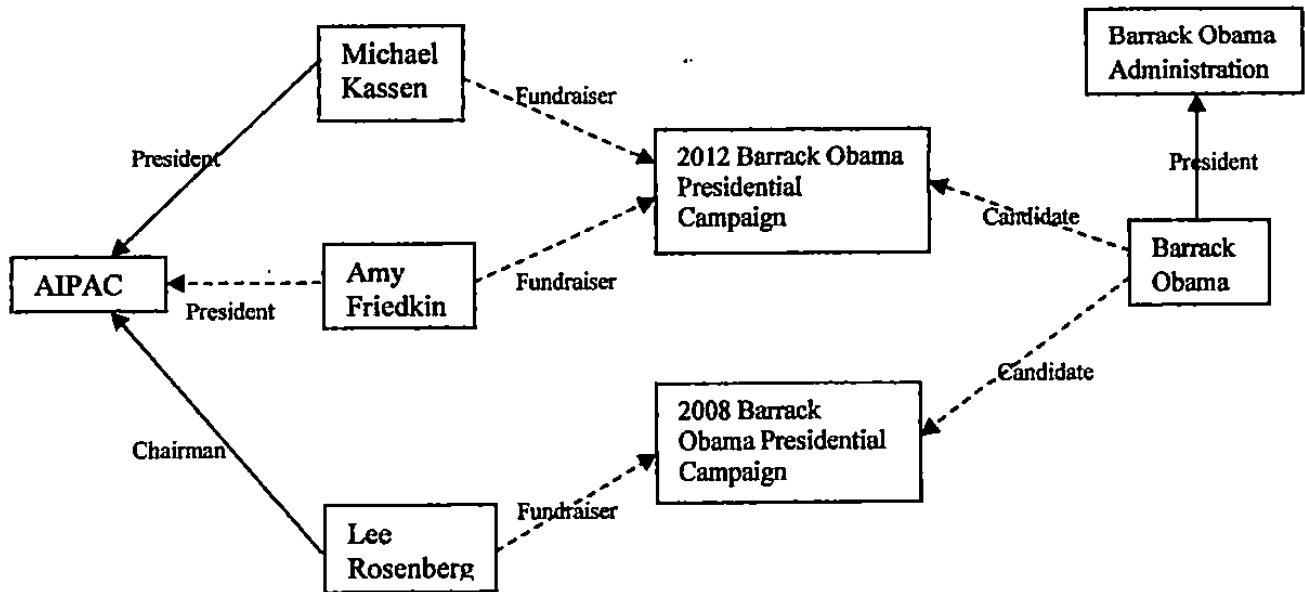 Michael
Kassen
Barrack Obama
Administration
Fundraiser
President
2012 Barrack Obama
Presidential
Campaign
President
Candidate
AIPAC
Amy
Friedkin
Barrack
Obama
President
Fundraiser
Candidate
2008 Barrack
Obama Presidential
Campaign
Chairman
Fundraiser
Lee
Rosenberg